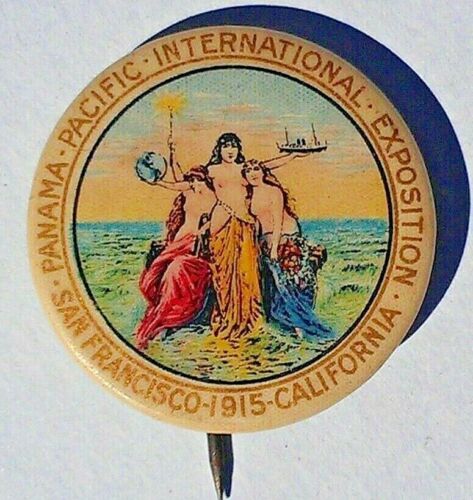 PANAMA · PACIFIC · INTERNATIONAL · EXPOSITION ·
SAN FRANCISCO-1915-CALIFORNIA ·